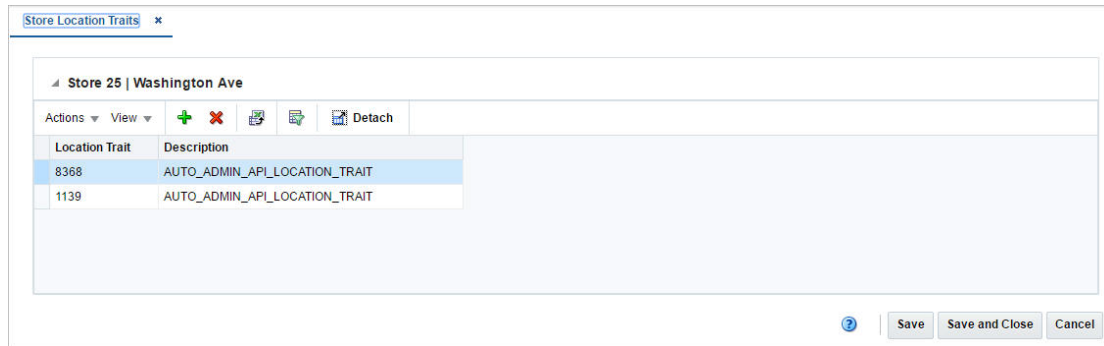 Store Location Traits
Store 25 | Washington Ave
Actions View Detach
Location Trait Description
8368 AUTO_ADMIN_API_LOCATION_TRAIT
1139 AUTO_ADMIN_API_LOCATION_TRAIT
Save Save and Close Cancel